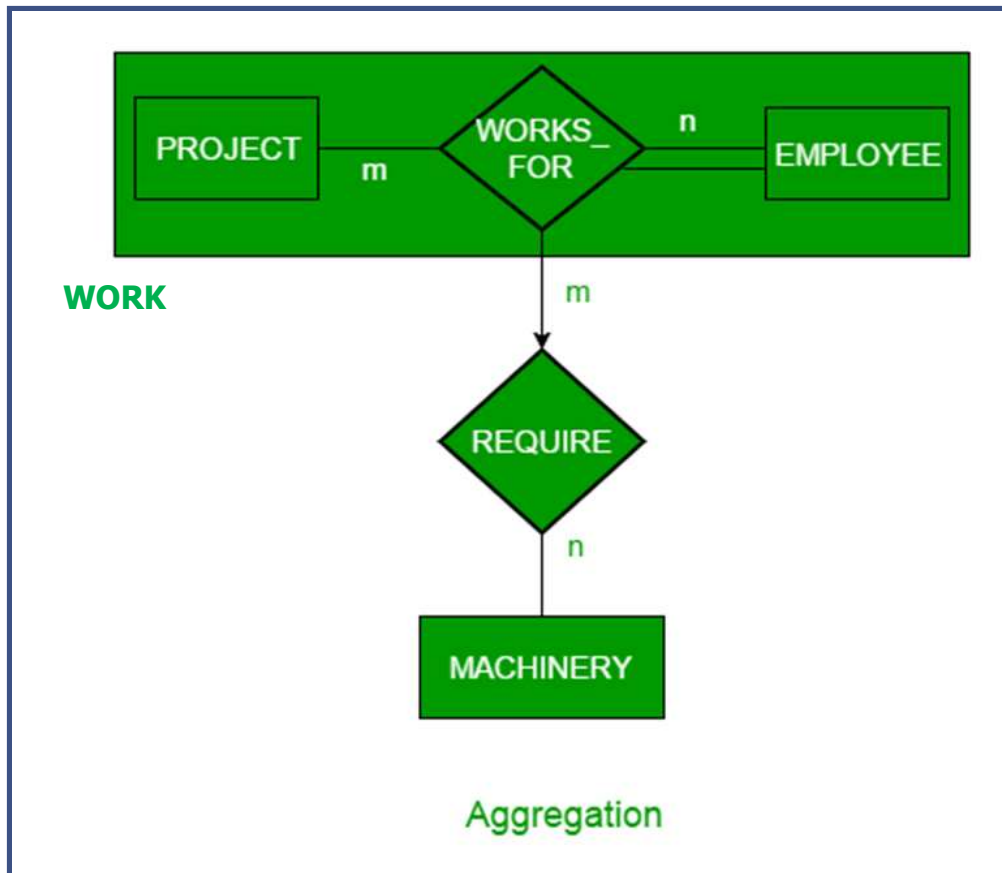 PROJECT
m
WORKS_
FOR
n
EMPLOYEE
WORK
m
REQUIRE
n
MACHINERY
Aggregation